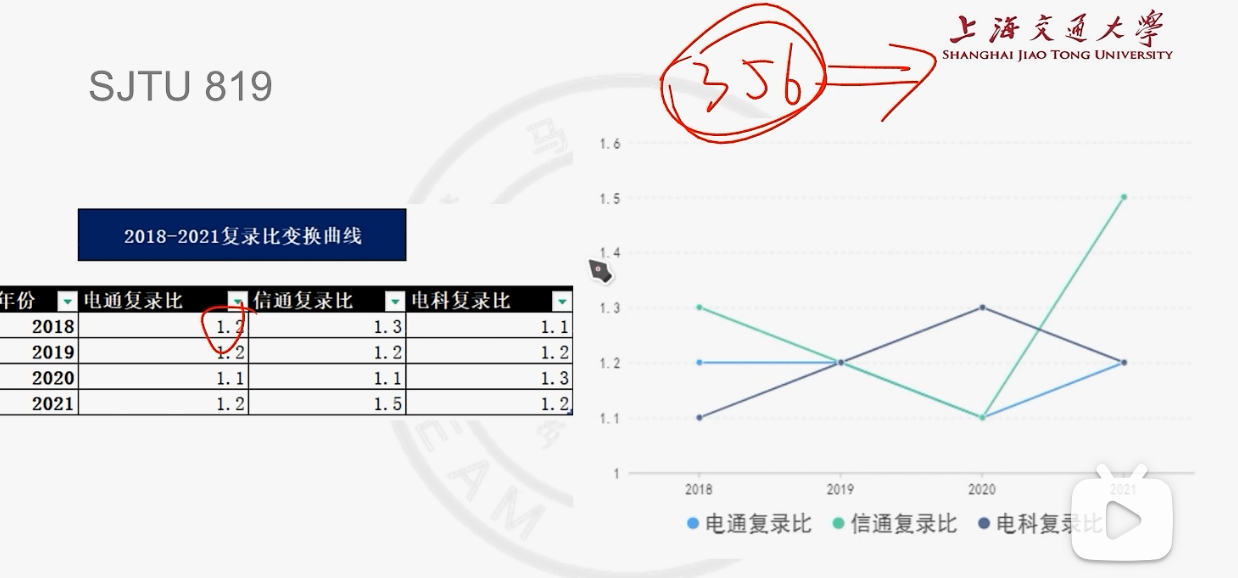 上海交通大學
SHANGHAI JIAO TONG UNIVERSITY
SJTU 819
356
2018-2021复录比变换曲线
年份 电通复录比 信通复录比 电科复录比
2018 1.2 1.3 1.1
2019 1.2 1.2 1.2
2020 1.1 1.1 1.3
2021 1.2 1.5 1.2
1.6
1.5
1.4
1.3
1.2
1.1
1
2018 2019 2020 2021
电通复录比 信通复录比 电科复录比
EAM